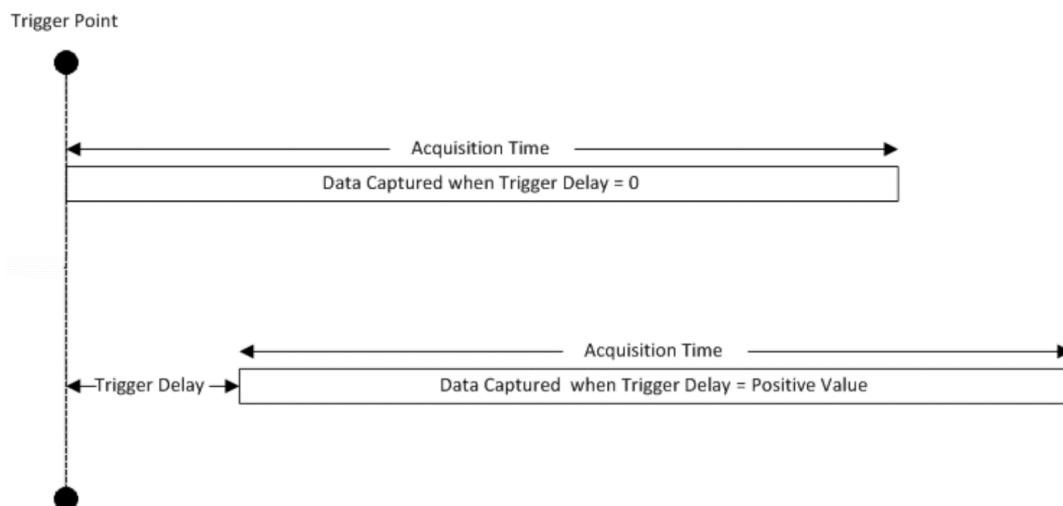 Trigger Point
Acquisition Time
Data Captured when Trigger Delay = 0
Acquisition Time
Trigger Delay
Data Captured when Trigger Delay = Positive Value